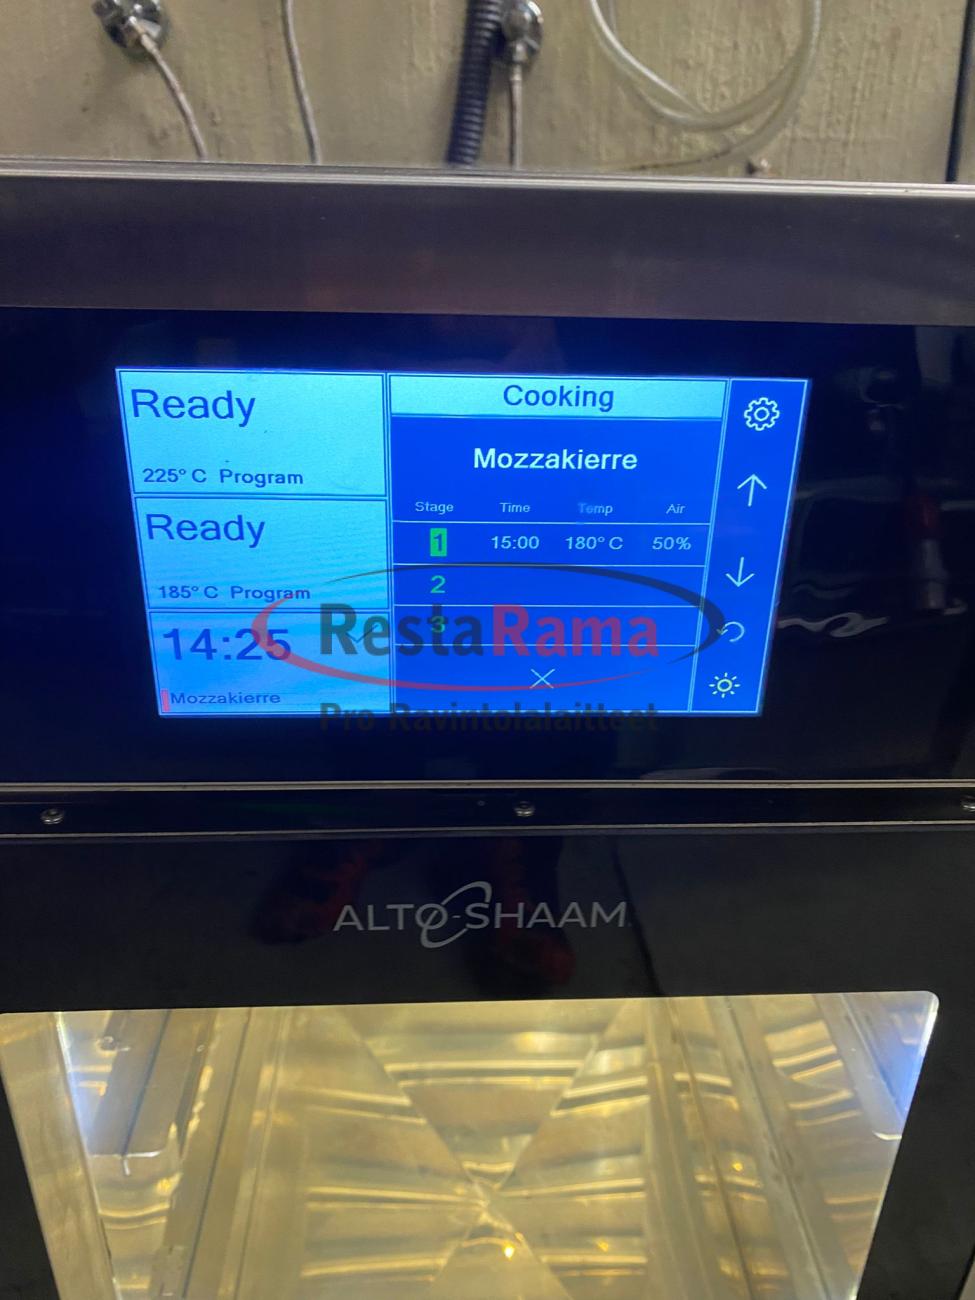 Ready
225° C Program
Ready
185° C Program
14:25
Mozzakierre
Cooking
Mozzakierre
Stage Time Temp Air
1 15:00 180° C 50%
2
3
RestaRama
Pro Ravintolalaitteet
ALTO-SHAAM